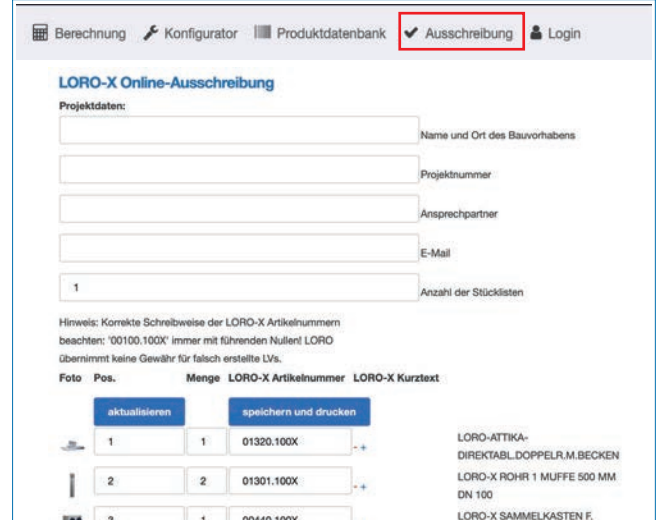 Berechnung Konfigurator Produktdatenbank Ausschreibung Login
LORO-X Online-Ausschreibung
Projektdaten:
Name und Ort des Bauvorhabens
Projektnummer
Ansprechpartner
E-Mail
1 Anzahl der Stücklisten
Hinweis: Korrekte Schreibweise der LORO-X Artikelnummern
beachten: '00100.100X' immer mit führenden Nullen! LORO
übernimmt keine Gewähr für falsch erstellte LVs.
Foto Pos. Menge LORO-X Artikelnummer LORO-X Kurztext
aktualisieren speichern und drucken
1 1 01320.100X - + LORO-ATTIKA-
DIREKTABL.DOPPELR.M.BECKEN
2 2 01301.100X - + LORO-X ROHR 1 MUFFE 500 MM
DN 100
LORO-X SAMMELKASTEN F.